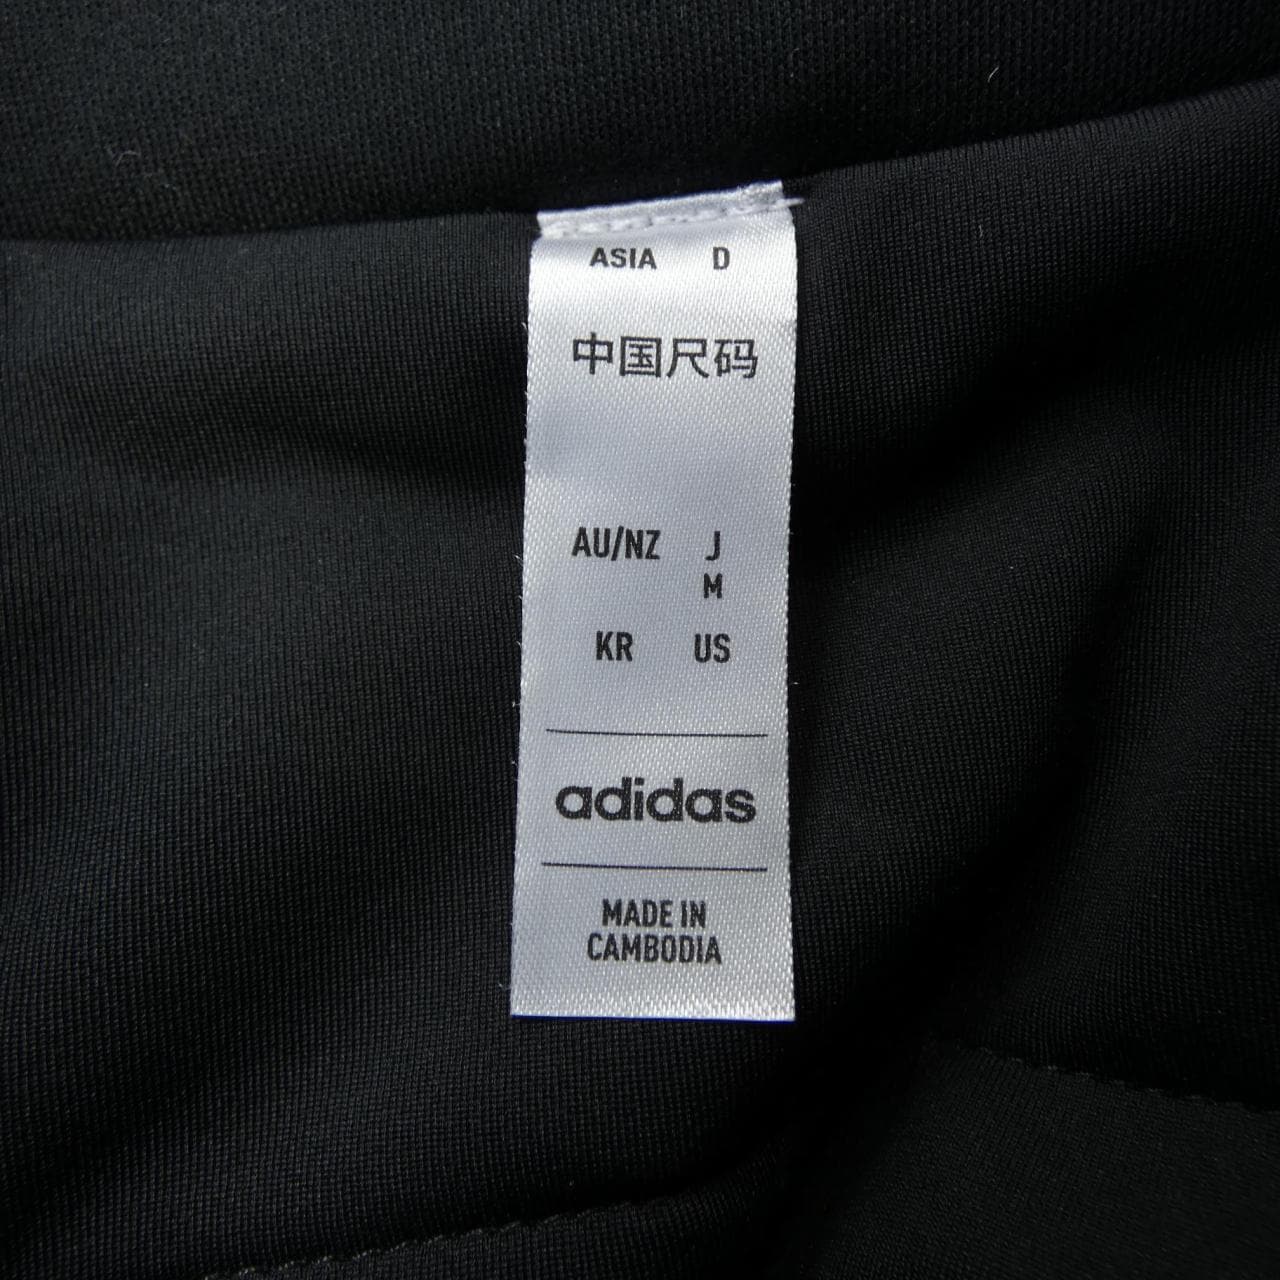 ASIA D
中国尺码
AU/NZ J
M
KR US
adidas
MADE IN
CAMBODIA